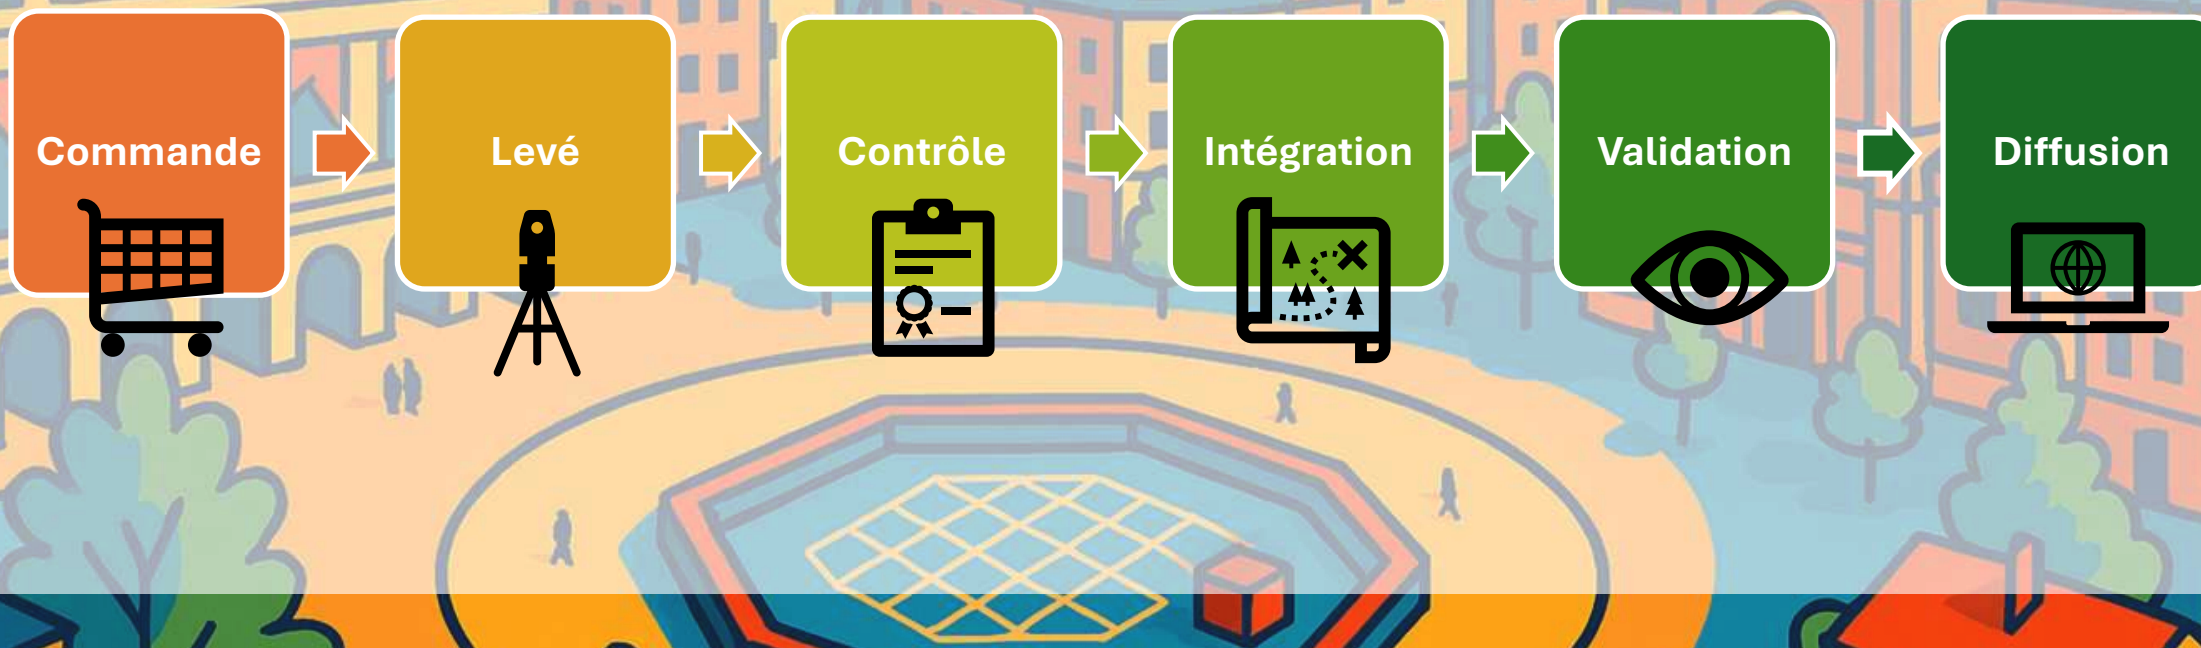 Commande
Levé
Contrôle
Intégration
Validation
Diffusion